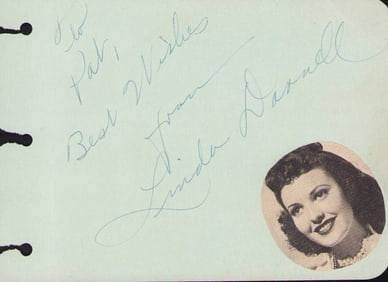 To
Pat,
Best Wishes
from
Linda Darnell